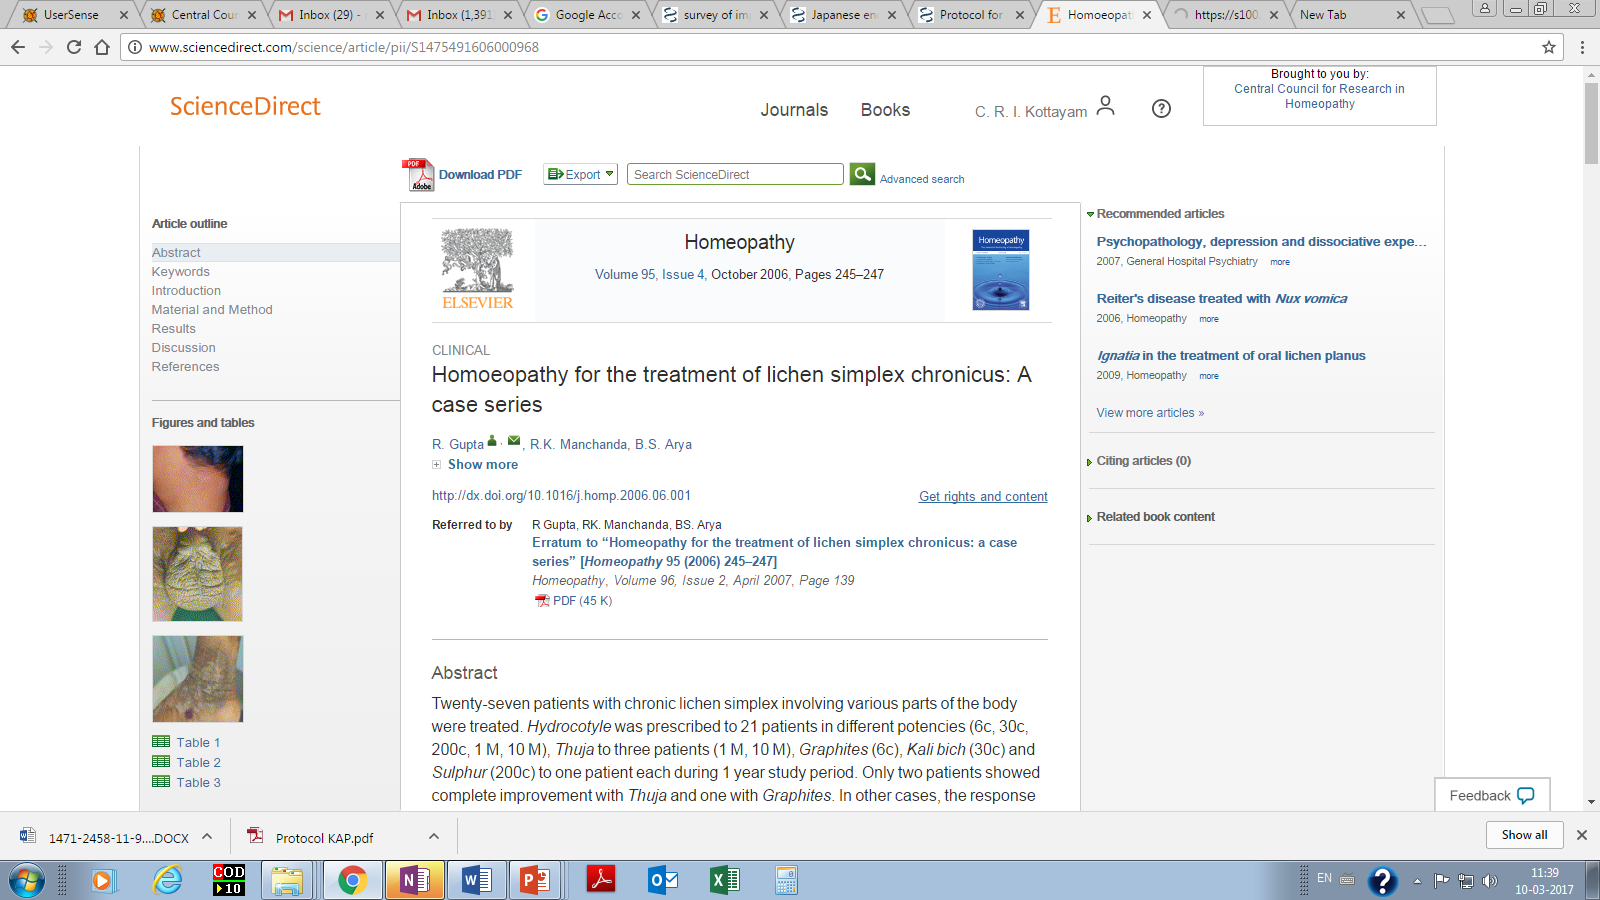 UserSense
Central Coun
Inbox (29) -
Inbox (1,391
Google Acco
survey of im
Japanese en
Protocol for
Homoeopat
https://s100.
New Tab
www.sciencedirect.com/science/article/pii/S1475491606000968
Brought to you by:
Central Council for Research in
Homeopathy
ScienceDirect
Journals
Books
C. R. I. Kottayam
Download PDF
Export
Search ScienceDirect
Advanced search
Article outline
Abstract
Keywords
Introduction
Material and Method
Results
Discussion
References
Figures and tables
Table 1
Table 2
Table 3
ELSEVIER
Homeopathy
Volume 95, Issue 4, October 2006, Pages 245–247
Homeopathy
CLINICAL
Homoeopathy for the treatment of lichen simplex chronicus: A
case series
R. Gupta, R.K. Manchanda, B.S. Arya
Show more
http://dx.doi.org/10.1016/j.homp.2006.06.001
Get rights and content
Referred to by R Gupta, RK. Manchanda, BS. Arya
Erratum to “Homeopathy for the treatment of lichen simplex chronicus: a case
series” [Homeopathy 95 (2006) 245–247]
Homeopathy, Volume 96, Issue 2, April 2007, Page 139
PDF (45 K)
Abstract
Twenty-seven patients with chronic lichen simplex involving various parts of the body
were treated. Hydrocotyle was prescribed to 21 patients in different potencies (6c, 30c,
200c, 1 M, 10 M), Thuja to three patients (1 M, 10 M), Graphites (6c), Kali bich (30c) and
Sulphur (200c) to one patient each during 1 year study period. Only two patients showed
complete improvement with Thuja and one with Graphites. In other cases, the response
Recommended articles
Psychopathology, depression and dissociative expe…
2007, General Hospital Psychiatry more
Reiter's disease treated with Nux vomica
2006, Homeopathy more
Ignatia in the treatment of oral lichen planus
2009, Homeopathy more
View more articles »
Citing articles (0)
Related book content
Feedback
1471-2458-11-9....DOCX
Protocol KAP.pdf
Show all
COD
10
EN
11:39
10-03-2017